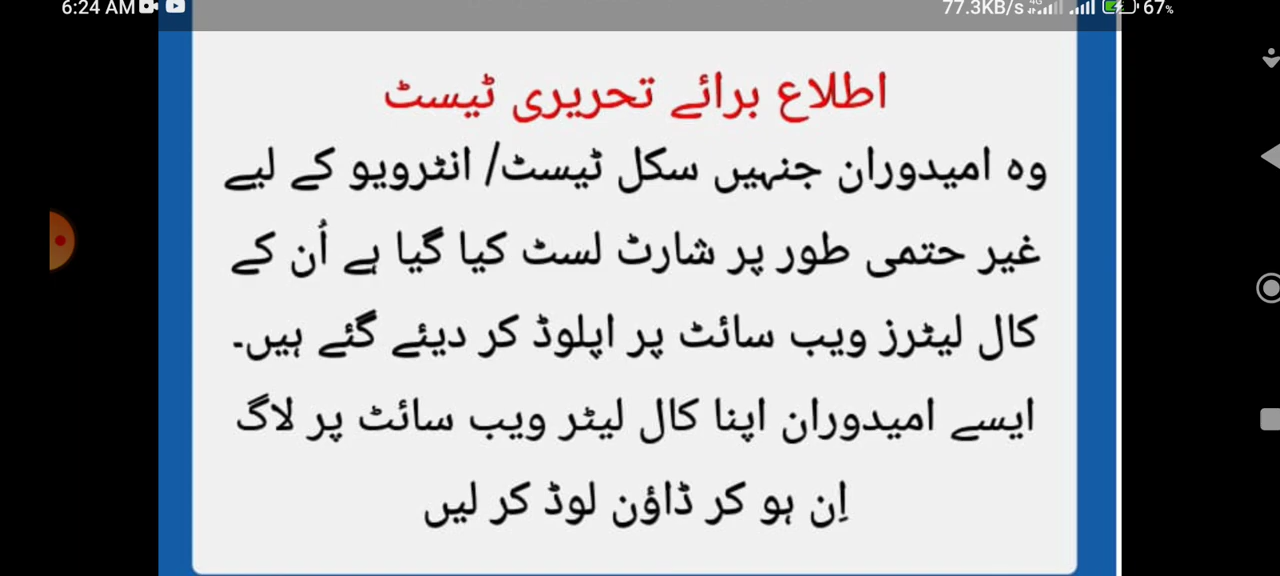 6:24 AM 77.3KB/s 4G 67%
اطلاع برائے تحریری ٹیسٹ
وہ امیدوران جنہیں سکل ٹیسٹ/ انٹرویو کے لیے
غیر حتمی طور پر شارٹ لسٹ کیا گیا ہے اُن کے
کال لیٹرز ویب سائٹ پر اپلوڈ کر دیئے گئے ہیں۔
ایسے امیدوران اپنا کال لیٹر ویب سائٹ پر لاگ
اِن ہو کر ڈاؤن لوڈ کر لیں